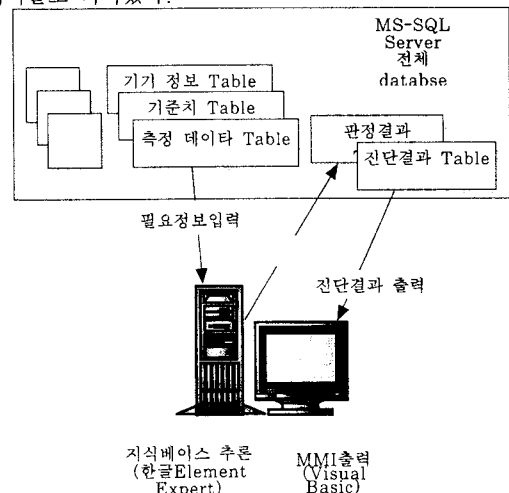 MS-SQL
Server
전체
databse
기기 정보 Table
기준치 Table
측정 데이타 Table
판정결과
진단결과 Table
필요정보입력
진단결과 출력
지식베이스 추론
(한글Element
Expert)
MMI출력
(Visual
Basic)